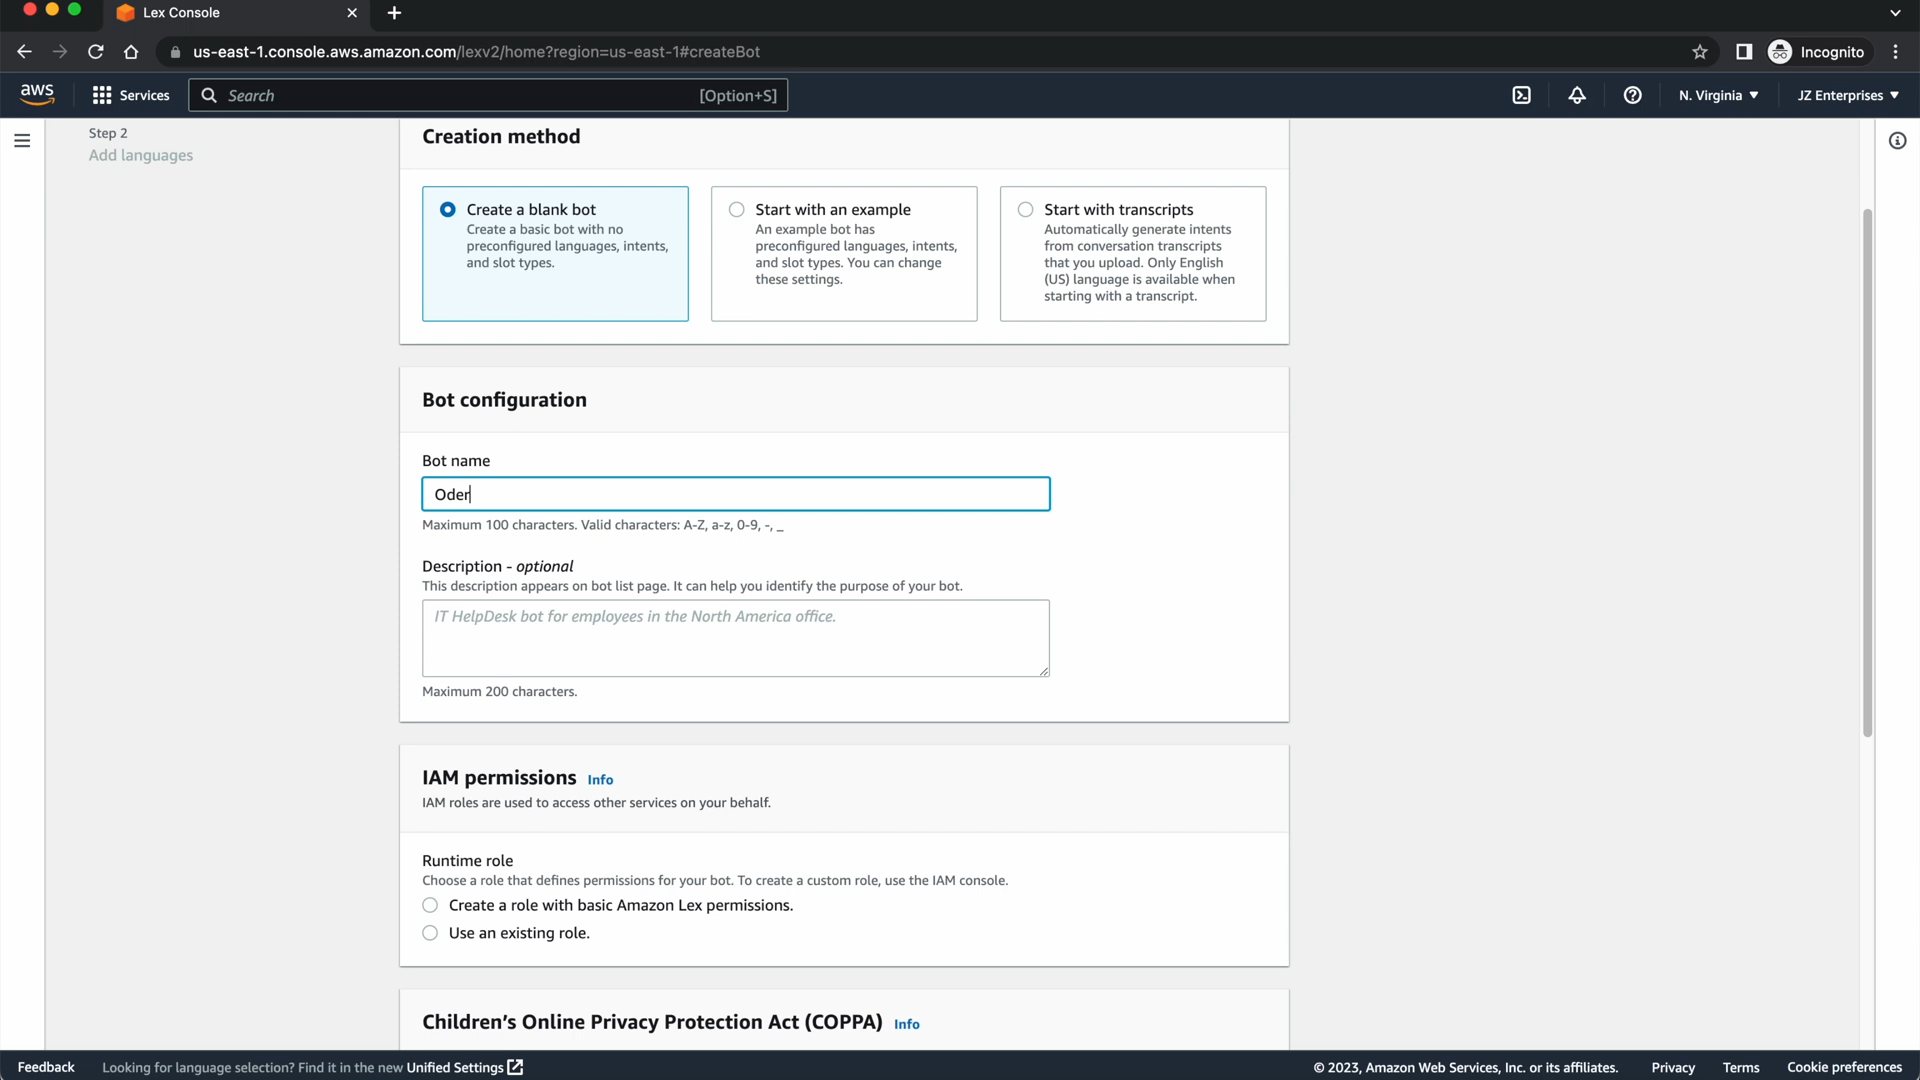 Lex Console
us-east-1.console.aws.amazon.com/lexv2/home?region=us-east-1#createBot
Incognito
aws
Services
Search
[Option+S]
N. Virginia
JZ Enterprises
Step 2
Add languages
Creation method
Create a blank bot
Create a basic bot with no
preconfigured languages, intents,
and slot types.
Start with an example
An example bot has
preconfigured languages, intents,
and slot types. You can change
these settings.
Start with transcripts
Automatically generate intents
from conversation transcripts
that you upload. Only English
(US) language is available when
starting with a transcript.
Bot configuration
Bot name
Oder
Maximum 100 characters. Valid characters: A-Z, a-z, 0-9, -, _
Description - optional
This description appears on bot list page. It can help you identify the purpose of your bot.
IT HelpDesk bot for employees in the North America office.
Maximum 200 characters.
IAM permissions Info
IAM roles are used to access other services on your behalf.
Runtime role
Choose a role that defines permissions for your bot. To create a custom role, use the IAM console.
Create a role with basic Amazon Lex permissions.
Use an existing role.
Children's Online Privacy Protection Act (COPPA) Info
Feedback
Looking for language selection? Find it in the new Unified Settings
© 2023, Amazon Web Services, Inc. or its affiliates.
Privacy
Terms
Cookie preferences